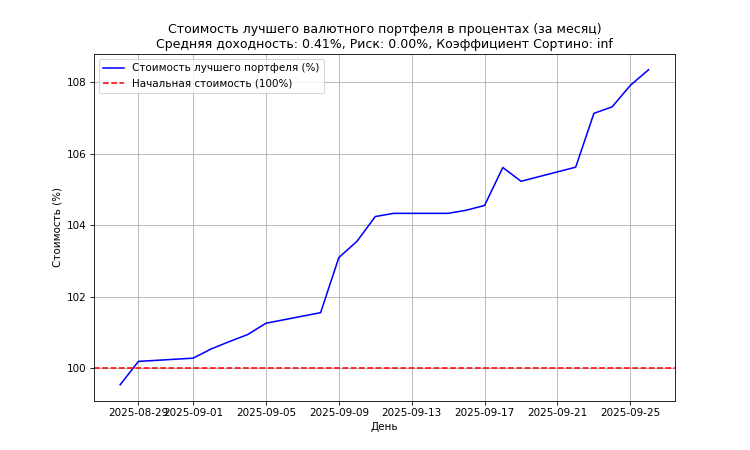 Стоимость лучшего валютного портфеля в процентах (за месяц)
Средняя доходность: 0.41%, Риск: 0.00%, Коэффициент Сортино: inf
Стоимость лучшего портфеля (%)
Начальная стоимость (100%)
Стоимость (%)
108
106
104
102
100
2025-08-29 2025-09-01 2025-09-05 2025-09-09 2025-09-13 2025-09-17 2025-09-21 2025-09-25
День